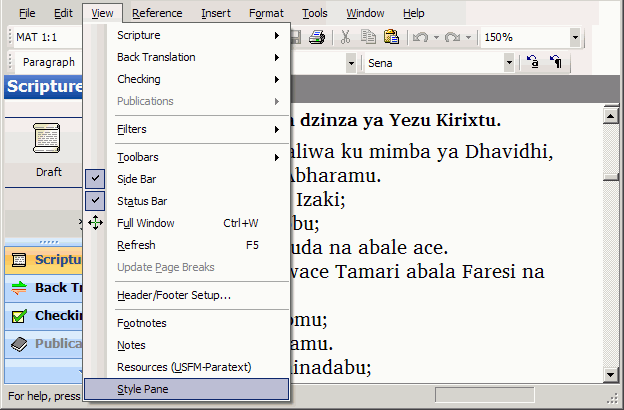 File Edit View Reference Insert Format Tools Window Help
MAT 1:1 150%
Paragraph Sena
Scripture
Draft
Scripture
Back Translation
Checking
Publications
Filters
Toolbars
Side Bar
Status Bar
Full Window Ctrl+W
Refresh F5
Update Page Breaks
Header/Footer Setup...
Footnotes
Notes
Resources (USFM-Paratext)
Style Pane
dzinza ya Yezu Kirixtu.
aliwa ku mimba ya Dhavidhi,
Abharamu.
Izaki;
bu;
uda na abale ace.
wace Tamari abala Faresi na
omu;
amu.
inadabu;
Scriptu
Back Tr
Checkin
Publica
For help, press